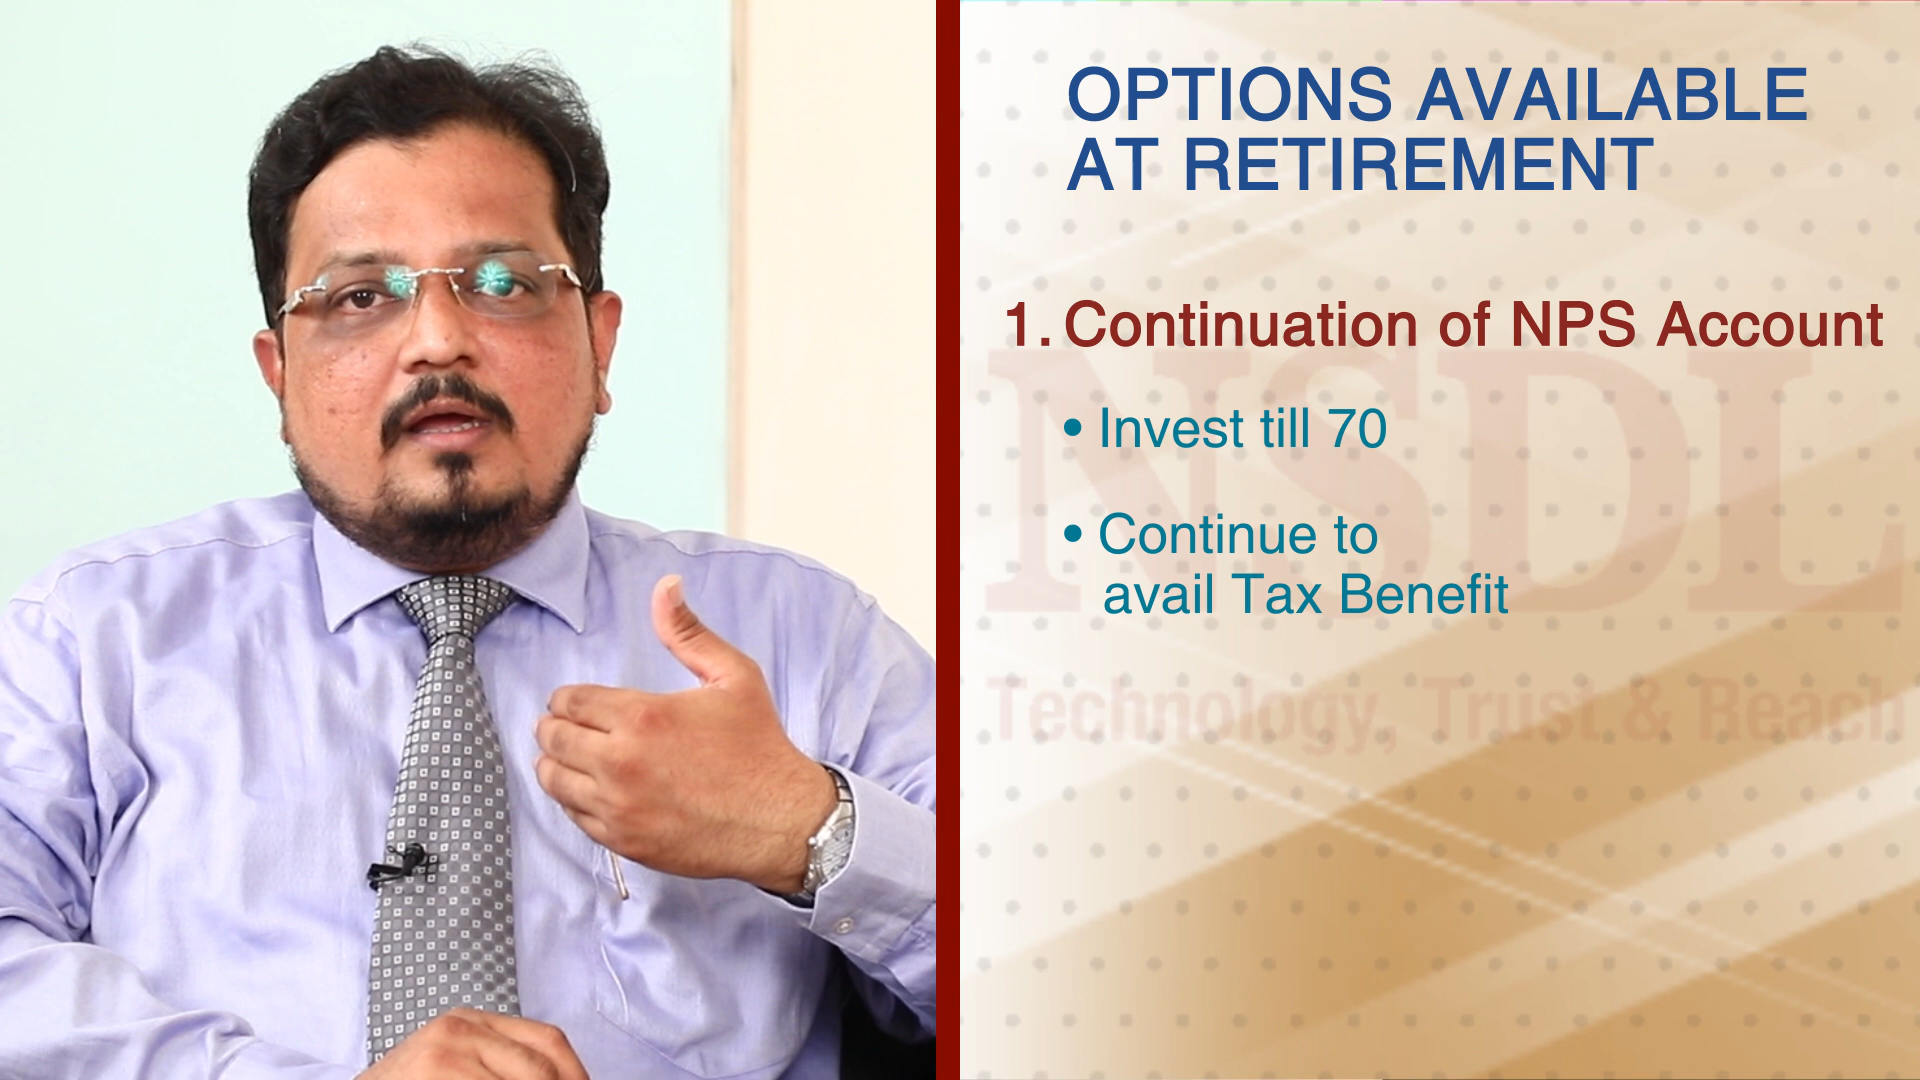 OPTIONS AVAILABLE
AT RETIREMENT
1. Continuation of NPS Account
• Invest till 70
• Continue to
avail Tax Benefit
NSDL
Technology, Trust & Reach